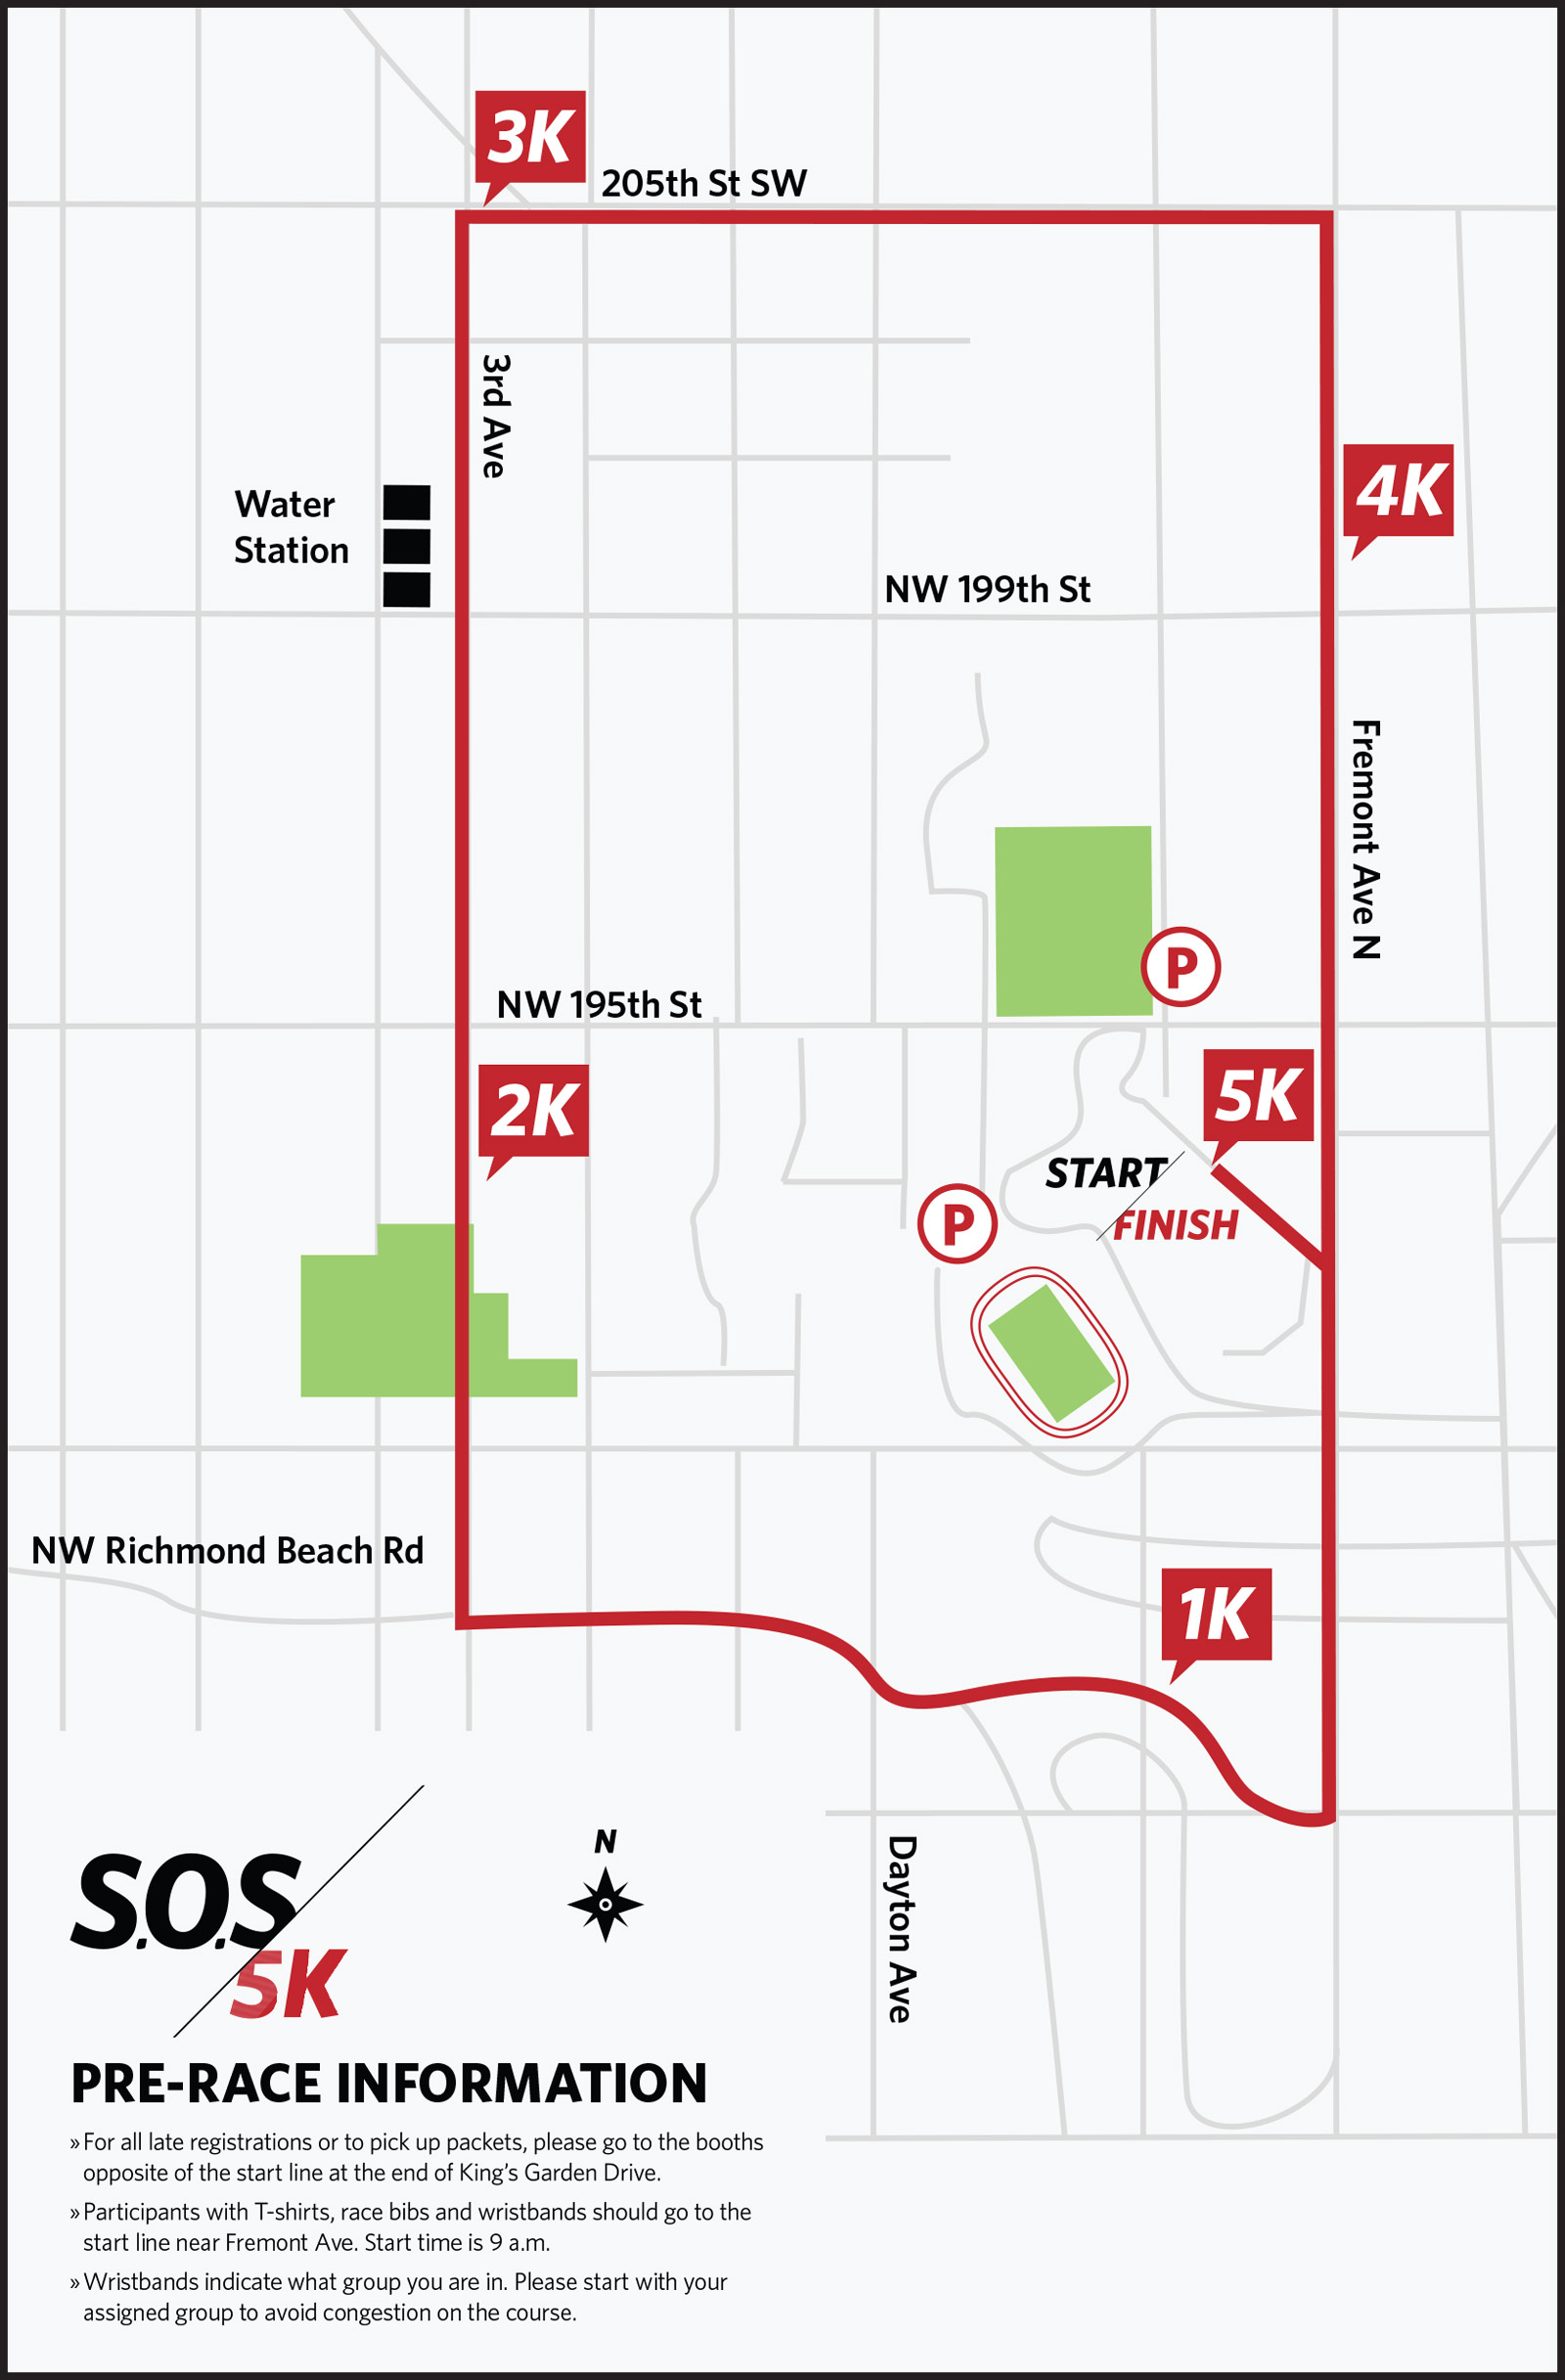 3K
205th St SW
3rd Ave
4K
Water
Station
NW 199th St
Fremont Ave N
P
NW 195th St
5K
2K
START
P
FINISH
NW Richmond Beach Rd
1K
N
Dayton Ave
S.O.S
5K
PRE-RACE INFORMATION
» For all late registrations or to pick up packets, please go to the booths
opposite of the start line at the end of King’s Garden Drive.
» Participants with T-shirts, race bibs and wristbands should go to the
start line near Fremont Ave. Start time is 9 a.m.
» Wristbands indicate what group you are in. Please start with your
assigned group to avoid congestion on the course.